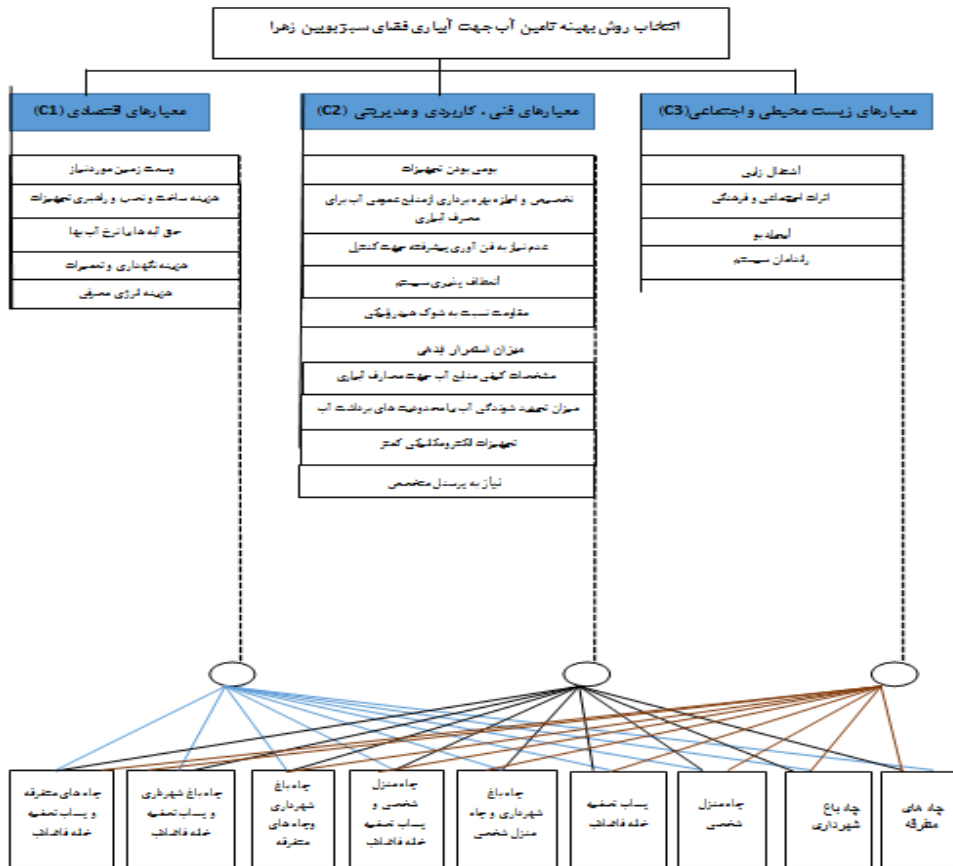 انتخاب روش بهینه تامین آب جهت آبیاری فضای سبز بویین زهرا
معیارهای زیست محیطی و اجتماعی(C3)
معیارهای فنی ، کاربردی و مدیریتی (C2)
معیارهای اقتصادی (C1)
اشتغال زایی
اثرات اجتماعی و فرهنگی
ایجاد بو
راندمان سیستم
بومی بودن تجهیزات
تخصیص و اجازه بهره برداری از منابع عمومی آب برای
مصرف آبیاری
عدم نیاز به فن آوری پیشرفته جهت کنترل
انعطاف پذیری سیستم
مقاومت نسبت به شوک هیدرولیکی
میزان استمرار آبدهی
مشخصات کیفی منابع آب جهت مصارف آبیاری
میزان تجدید شوندگی آب یا محدودیت های برداشت آب
تجهیزات الکترومکانیکی کمتر
نیاز به پرسنل متخصص
وسعت زمین موردنیاز
هزینه ساخت و نصب و راهبری تجهیزات
حق آبه ها یا نرخ آب بها
هزینه نگهداری و تعمیرات
هزینه انرژی مصرفی
چاه های
متفرقه
چاه باغ
شهرداری
چاه منزل
شخصی
پساب تصفیه
خانه فاضلاب
چاه باغ
شهرداری و چاه
منزل شخصی
چاه منزل
شخصی و
پساب تصفیه
خانه فاضلاب
چاه باغ
شهرداری
وچاه های
متفرقه
چاه باغ شهرداری
و پساب تصفیه
خانه فاضلاب
چاه های متفرقه
و پساب تصفیه
خانه فاضلاب